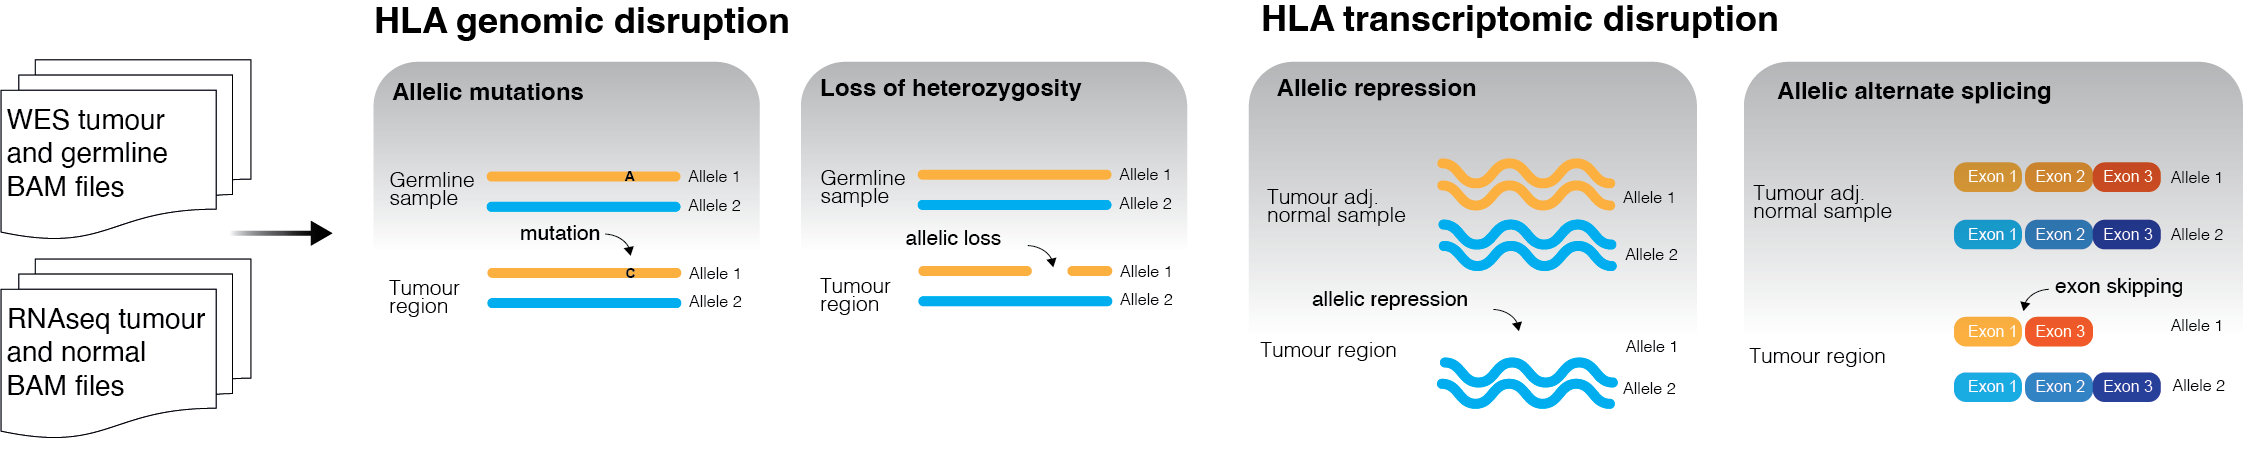 WES tumour
and germline
BAM files
RNAseq tumour
and normal
BAM files
HLA genomic disruption
Allelic mutations
Germline
sample
A
Allele 1
Allele 2
mutation
Tumour
region
C
Allele 1
Allele 2
Loss of heterozygosity
Germline
sample
Allele 1
Allele 2
allelic loss
Tumour
region
Allele 1
Allele 2
HLA transcriptomic disruption
Allelic repression
Tumour adj.
normal sample
Allele 1
Allele 2
allelic repression
Tumour region
Allele 1
Allele 2
Allelic alternate splicing
Tumour adj.
normal sample
Exon 1 Exon 2 Exon 3 Allele 1
Exon 1 Exon 2 Exon 3 Allele 2
exon skipping
Tumour region
Exon 1 Exon 3 Allele 1
Exon 1 Exon 2 Exon 3 Allele 2